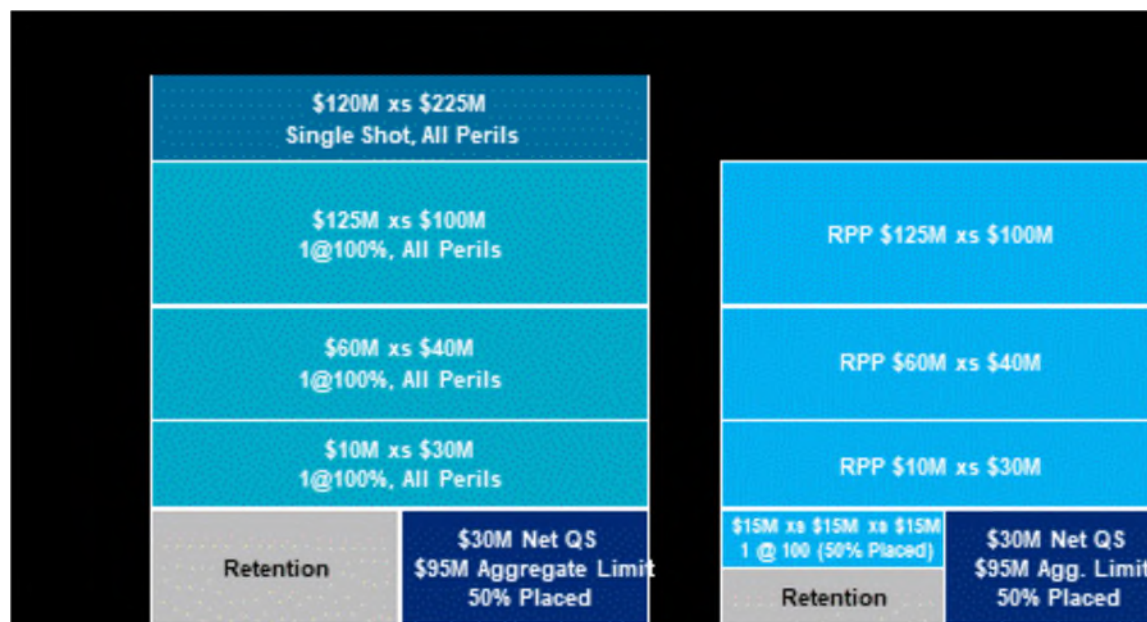 $120M xs $225M
Single Shot, All Perils
$125M xs $100M
1@100%, All Perils
$60M xs $40M
1@100%, All Perils
$10M xs $30M
1@100%, All Perils
Retention
$30M Net QS
$95M Aggregate Limit
50% Placed
RPP $125M xs $100M
RPP $60M xs $40M
RPP $10M xs $30M
$15M xs $15M xs $15M
1 @ 100 (50% Placed)
Retention
$30M Net QS
$95M Agg. Limit
50% Placed